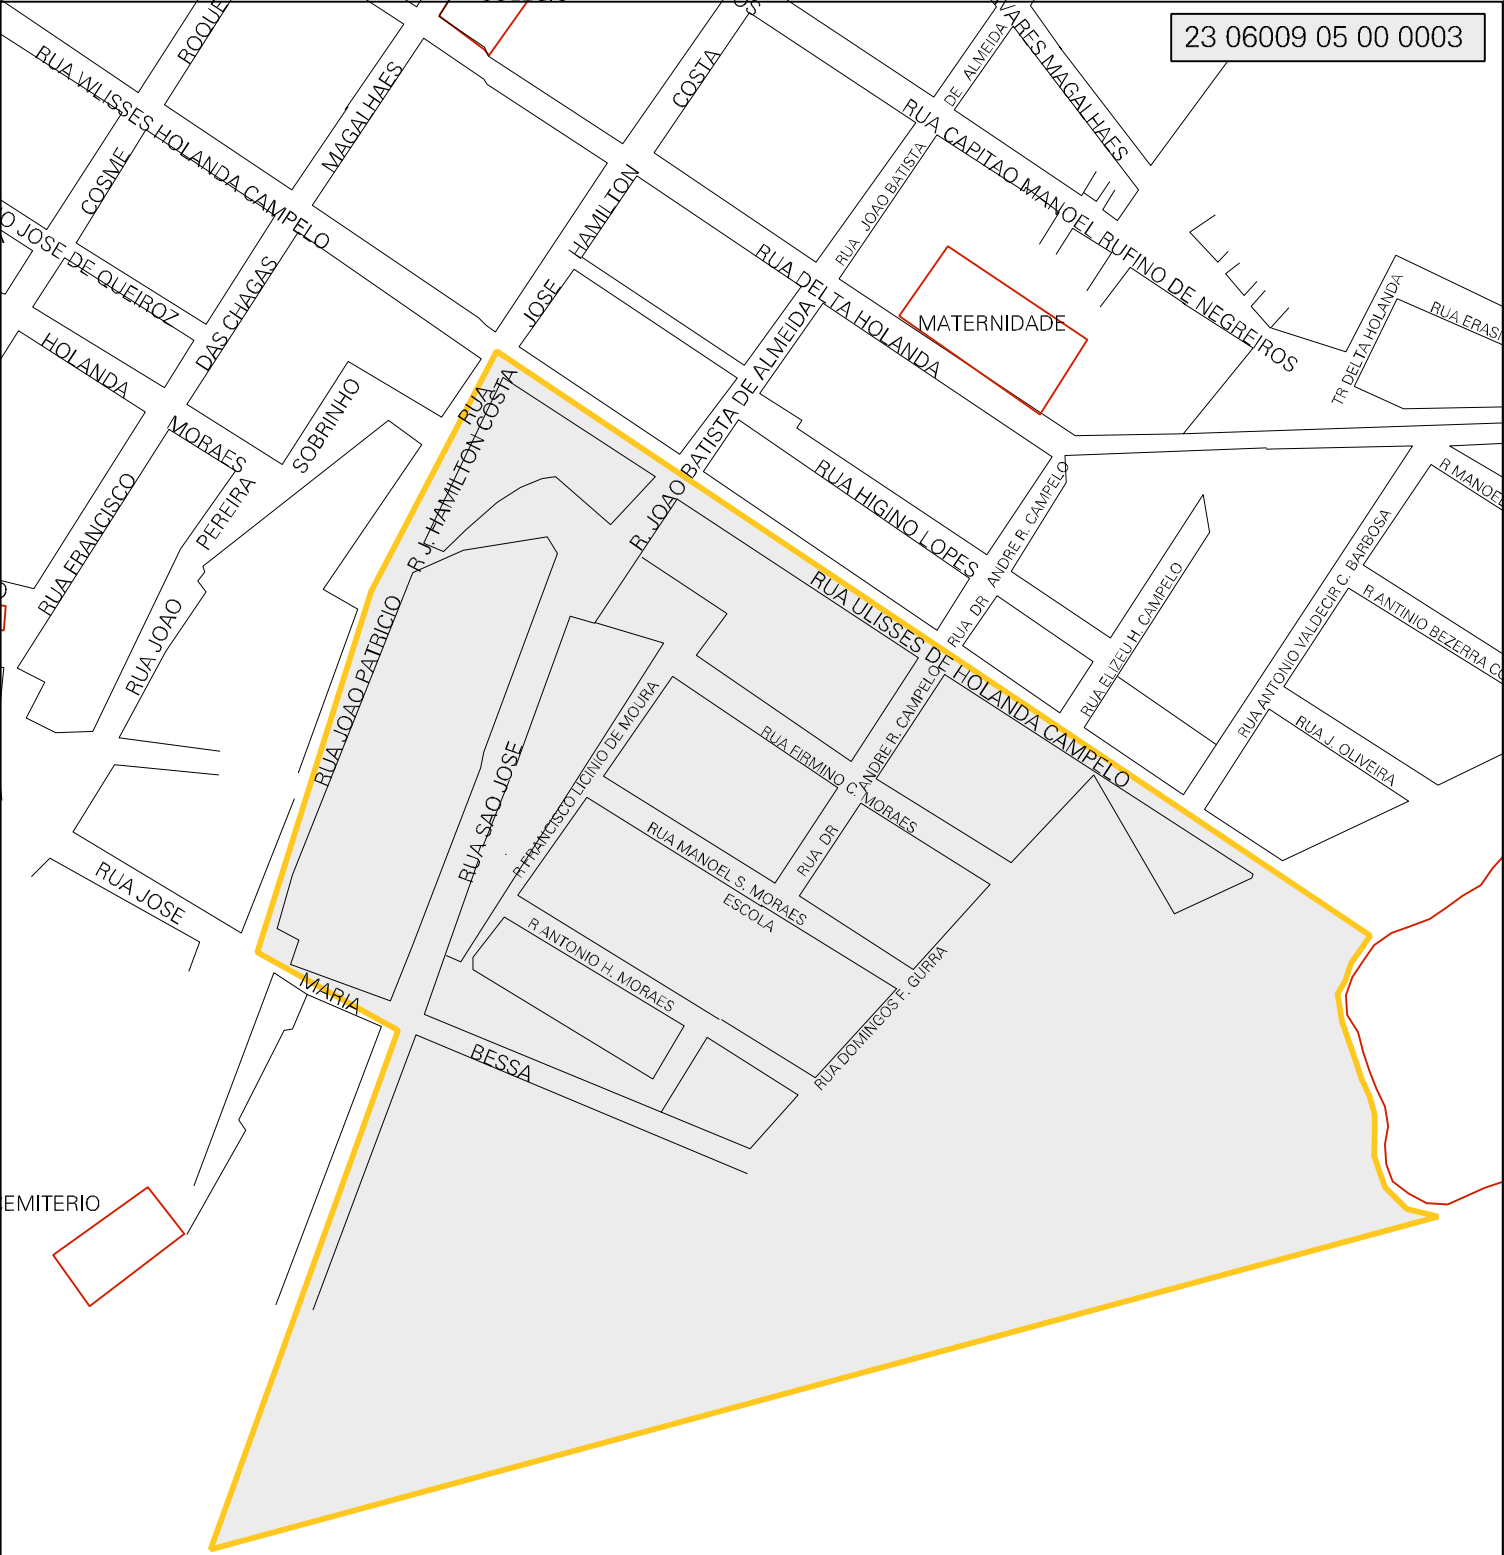 23 06009 05 00 0003
ROQUE
RUA WLISSES HOLANDA CAMPELO
MAGALHAES
COSTA
DE ALMEIDA
VARES MAGALHAES
RUA CAPITAO MANOEL RUFINO DE NEGREIROS
COSME
RUA JOAO BATISTA
HAMILTON
O JOSE DE QUEIROZ
DAS CHAGAS
JOSE
RUA DELTA HOLANDA
MATERNIDADE
TR DELTA HOLANDA
RUA ERASI
HOLANDA
MORAES
SOBRINHO
RUA
R J. HAMILTON COSTA
R. JOAO BATISTA DE ALMEIDA
RUA HIGINO LOPES
RUA DR ANDRE R. CAMPELO
R MANOEL
RUA FRANCISCO
PEREIRA
RUA JOAO
RUA JOAO PATRICIO
RUA ULISSES DE HOLANDA CAMPELO
RUA ELIZEU H. CAMPELO
RUA ANTONIO VALDECIR C. BARBOSA
R ANTINIO BEZERRA CO
RUA J. OLIVEIRA
RUA SAO JOSE
R FRANCISCO LICINIO DE MOURA
RUA FIRMINO C. MORAES
RUA DR ANDRE R. CAMPELO
RUA MANOEL S. MORAES
ESCOLA
RUA JOSE
MARIA
BESSA
R ANTONIO H. MORAES
RUA DOMINGOS F. GURRA
EMITERIO